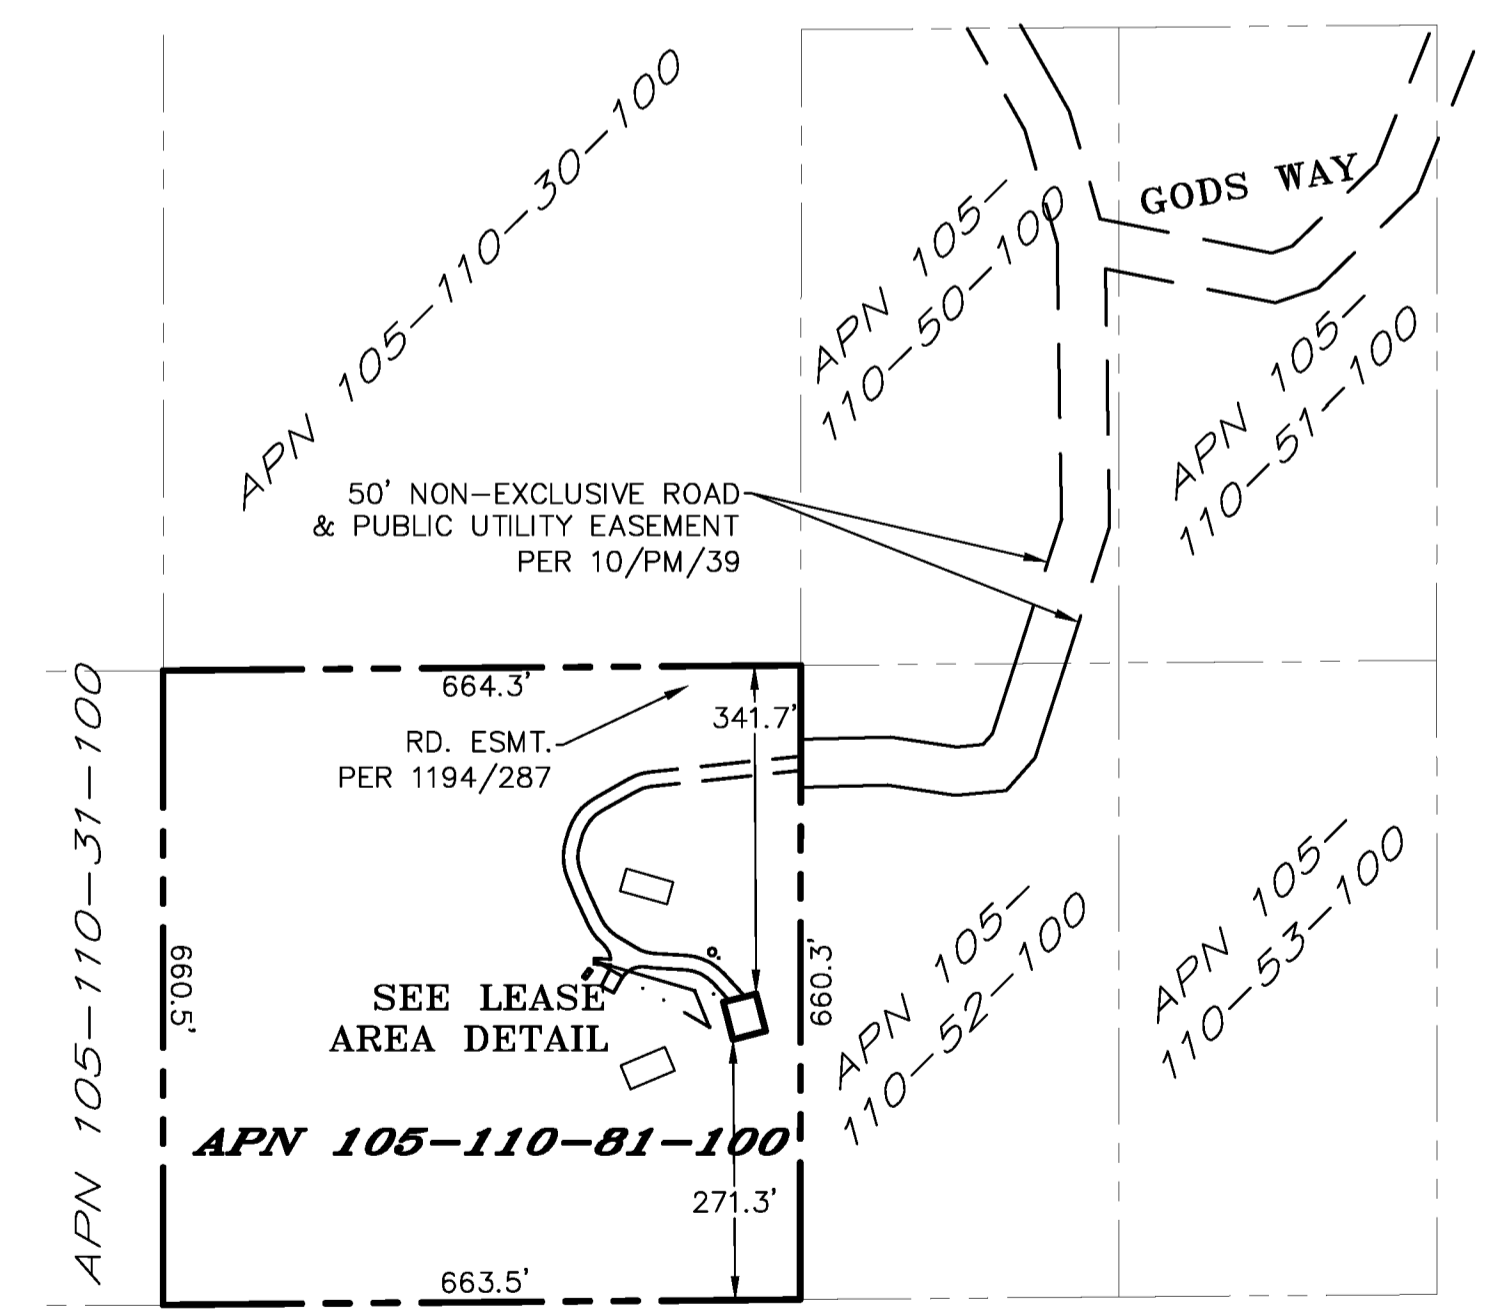 APN 105-110-30-100
GODS WAY
APN 105-
110-50-100
APN 105-
110-51-100
50' NON-EXCLUSIVE ROAD
& PUBLIC UTILITY EASEMENT
PER 10/PM/39
APN 105-110-31-100
664.3'
341.7'
RD. ESMT.
PER 1194/287
660.5'
660.3'
SEE LEASE
AREA DETAIL
APN 105-
110-52-100
APN 105-
110-53-100
APN 105-110-81-100
271.3'
663.5'